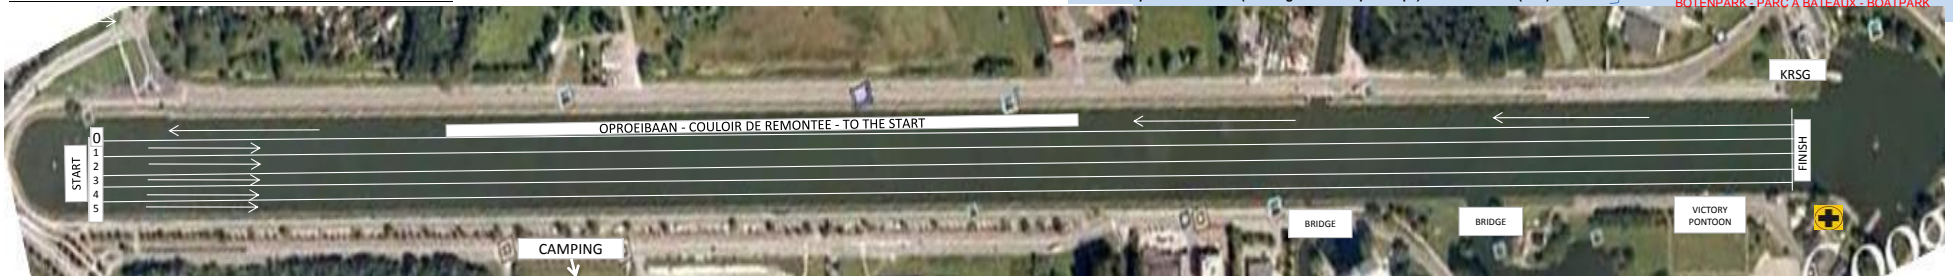 BOTENPARK - PARC A BATEAUX - BOATPARK
KRSG
OPROEIBAAN - COULOIR DE REMONTEE - TO THE START
START
0
1
2
3
4
5
FINISH
BRIDGE
BRIDGE
VICTORY
PONTOON
CAMPING